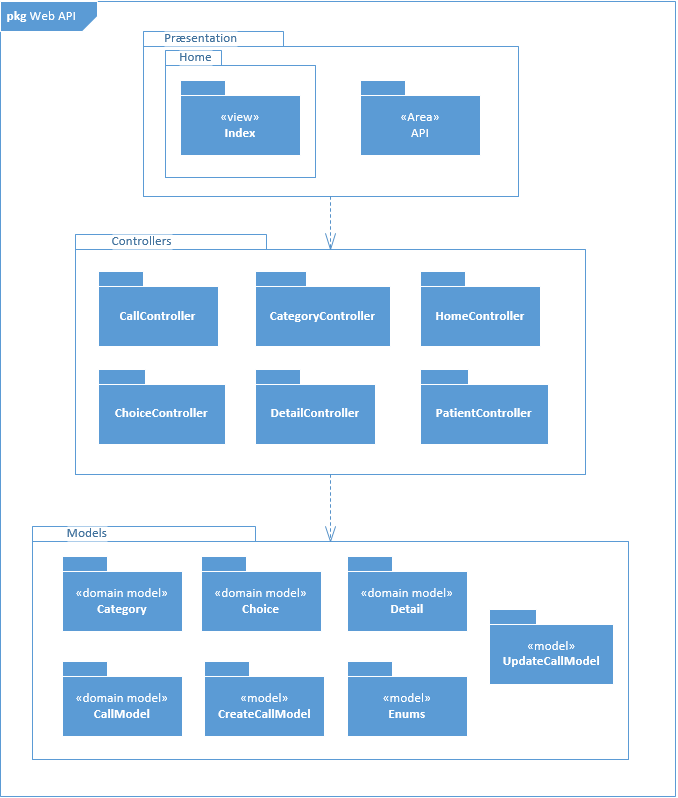 pkg Web API
Præsentation
Home
«view»
Index
«Area»
API
Controllers
CallController
CategoryController
HomeController
ChoiceController
DetailController
PatientController
Models
«domain model»
Category
«domain model»
Choice
«domain model»
Detail
«model»
UpdateCallModel
«domain model»
CallModel
«model»
CreateCallModel
«model»
Enums